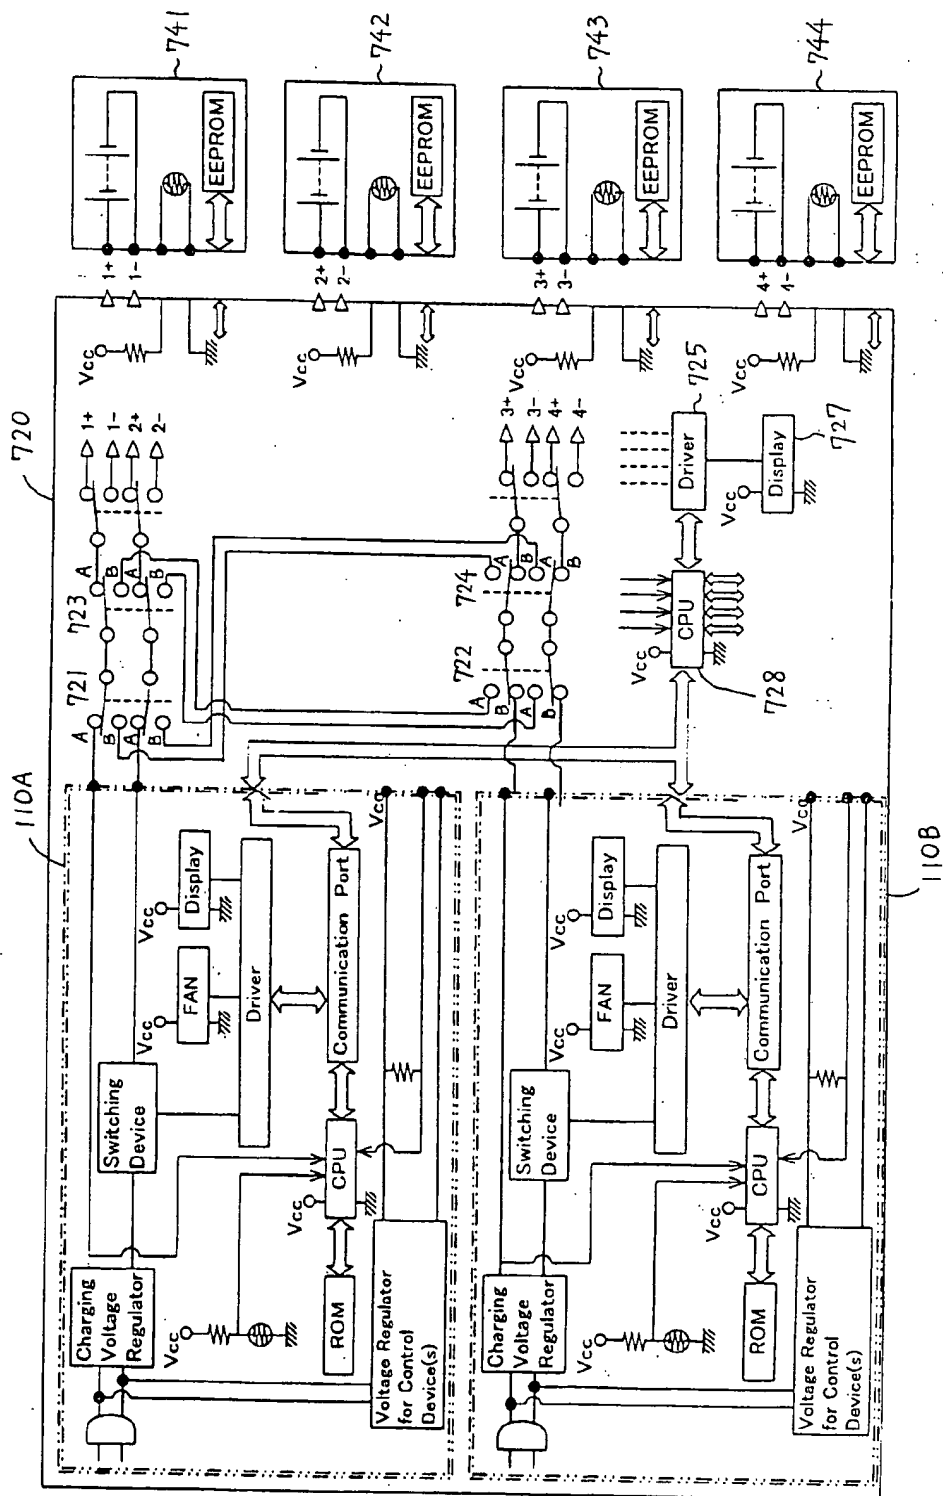 720
741
742
743
744
1+
1-
EEPROM
2+
2-
EEPROM
3+
3-
EEPROM
4+
4-
EEPROM
Vcc
Vcc
Vcc
Vcc
1+
1-
2+
2-
3+
3-
4+
4-
723
A
B
A
B
721
A
B
A
B
724
A
B
A
B
722
A
B
A
B
725
Driver
Vcc
Display
727
Vcc
CPU
728
110A
Charging
Voltage
Regulator
Switching
Device
Vcc
FAN
Vcc
Display
Driver
Communication Port
Vcc
CPU
Vcc
ROM
Voltage Regulator
for Control
Device(s)
Vcc
110B
Charging
Voltage
Regulator
Switching
Device
Vcc
FAN
Vcc
Display
Driver
Communication Port
Vcc
CPU
Vcc
ROM
Voltage Regulator
for Control
Device(s)
Vcc